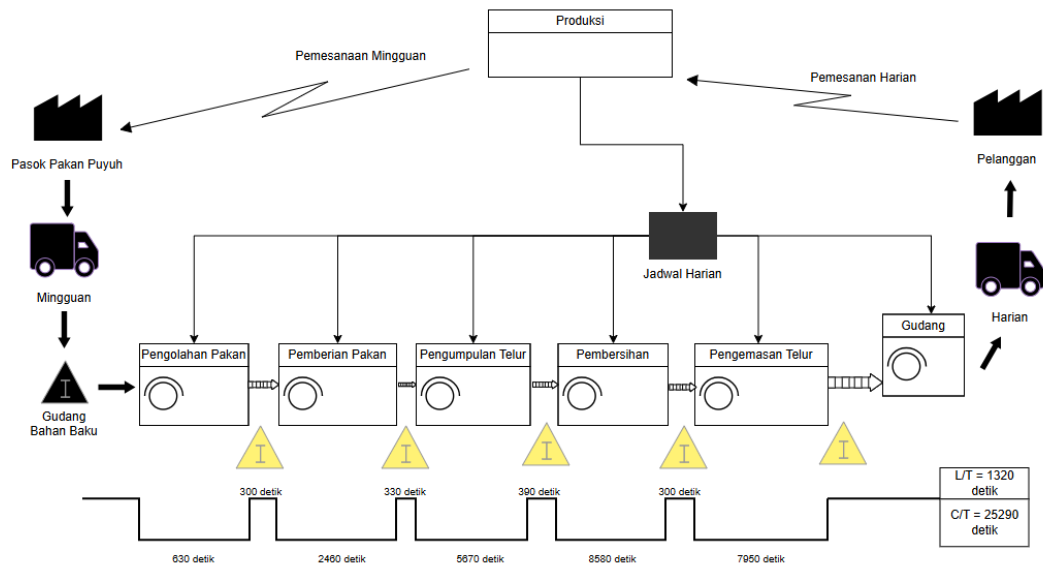 Produksi
Pemesanaan Mingguan
Pemesanan Harian
Pasok Pakan Puyuh
Pelanggan
Mingguan
Jadwal Harian
Harian
Gudang
Pengolahan Pakan
Pemberian Pakan
Pengumpulan Telur
Pembersihan
Pengemasan Telur
I
Gudang
Bahan Baku
I
I
I
I
I
300 detik
330 detik
390 detik
300 detik
L/T = 1320
detik
C/T = 25290
detik
630 detik
2460 detik
5670 detik
8580 detik
7950 detik